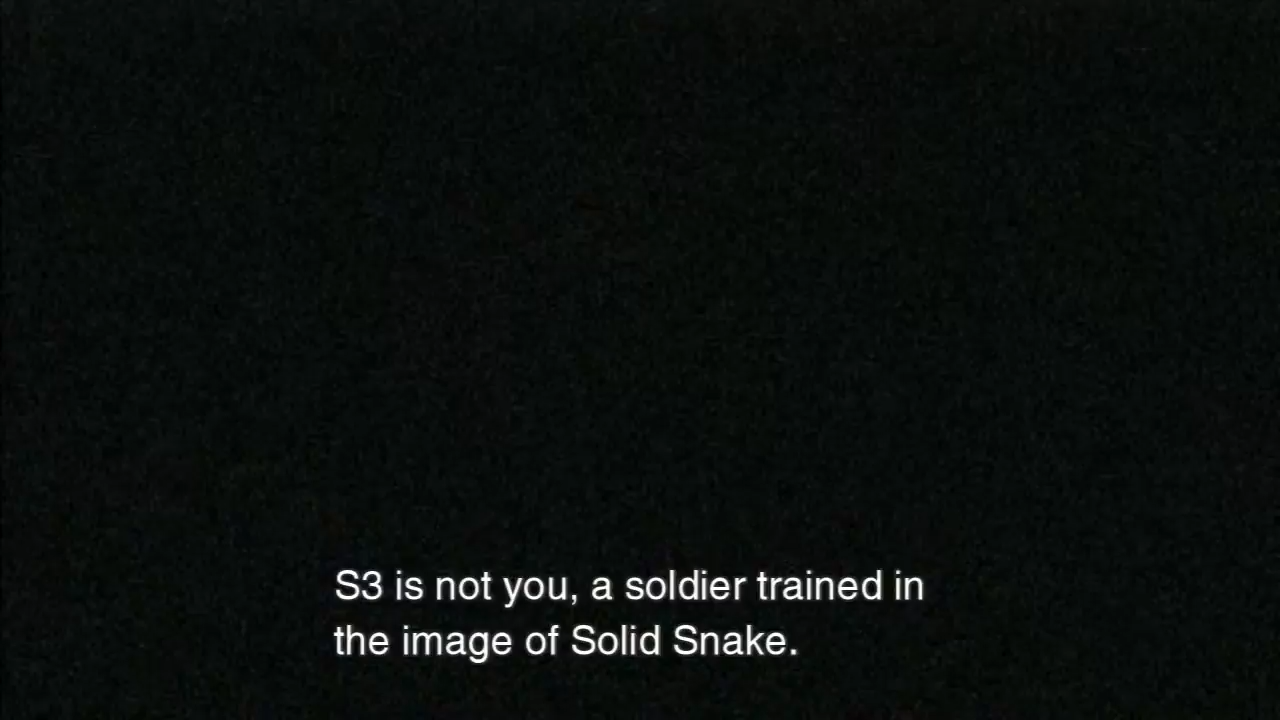 S3 is not you, a soldier trained in
the image of Solid Snake.